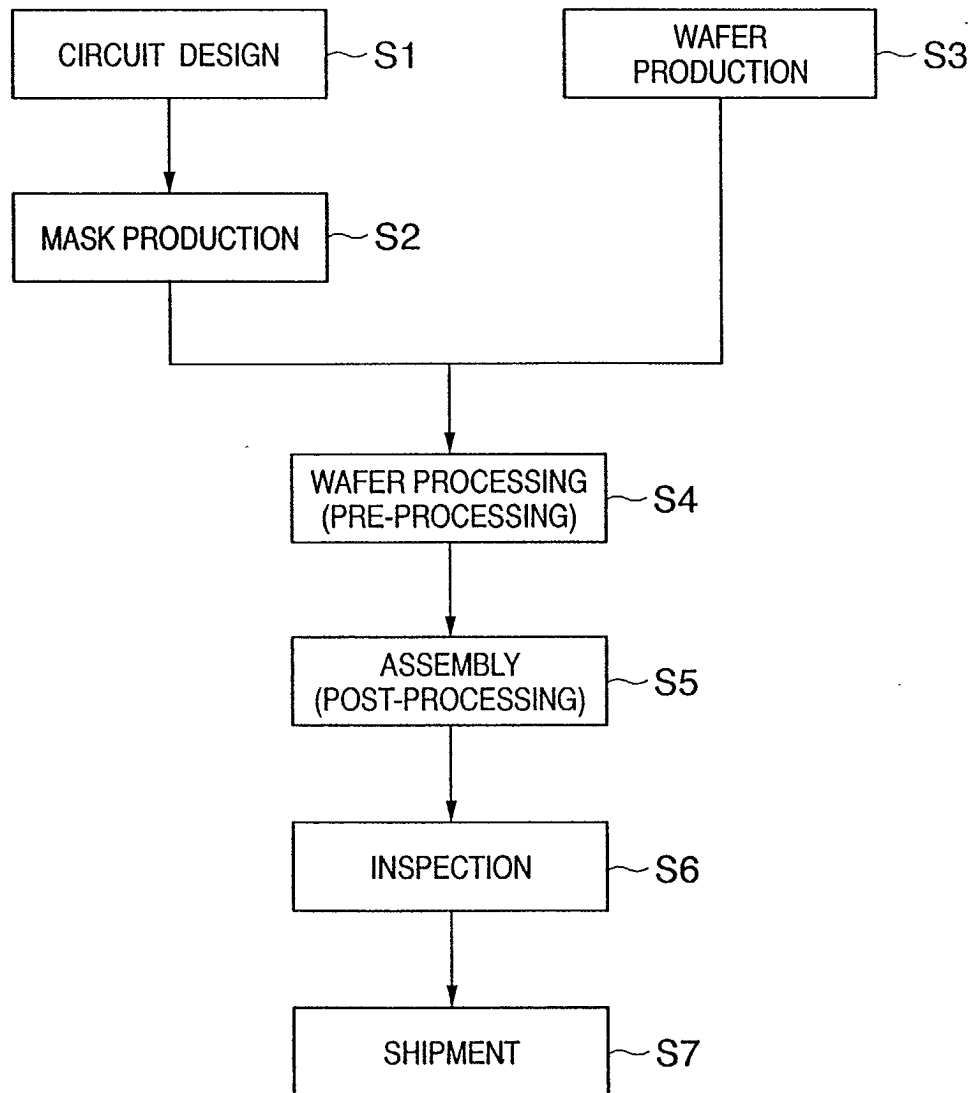 CIRCUIT DESIGN
S1
WAFER
PRODUCTION
S3
MASK PRODUCTION
S2
WAFER PROCESSING
(PRE-PROCESSING)
S4
ASSEMBLY
(POST-PROCESSING)
S5
INSPECTION
S6
SHIPMENT
S7